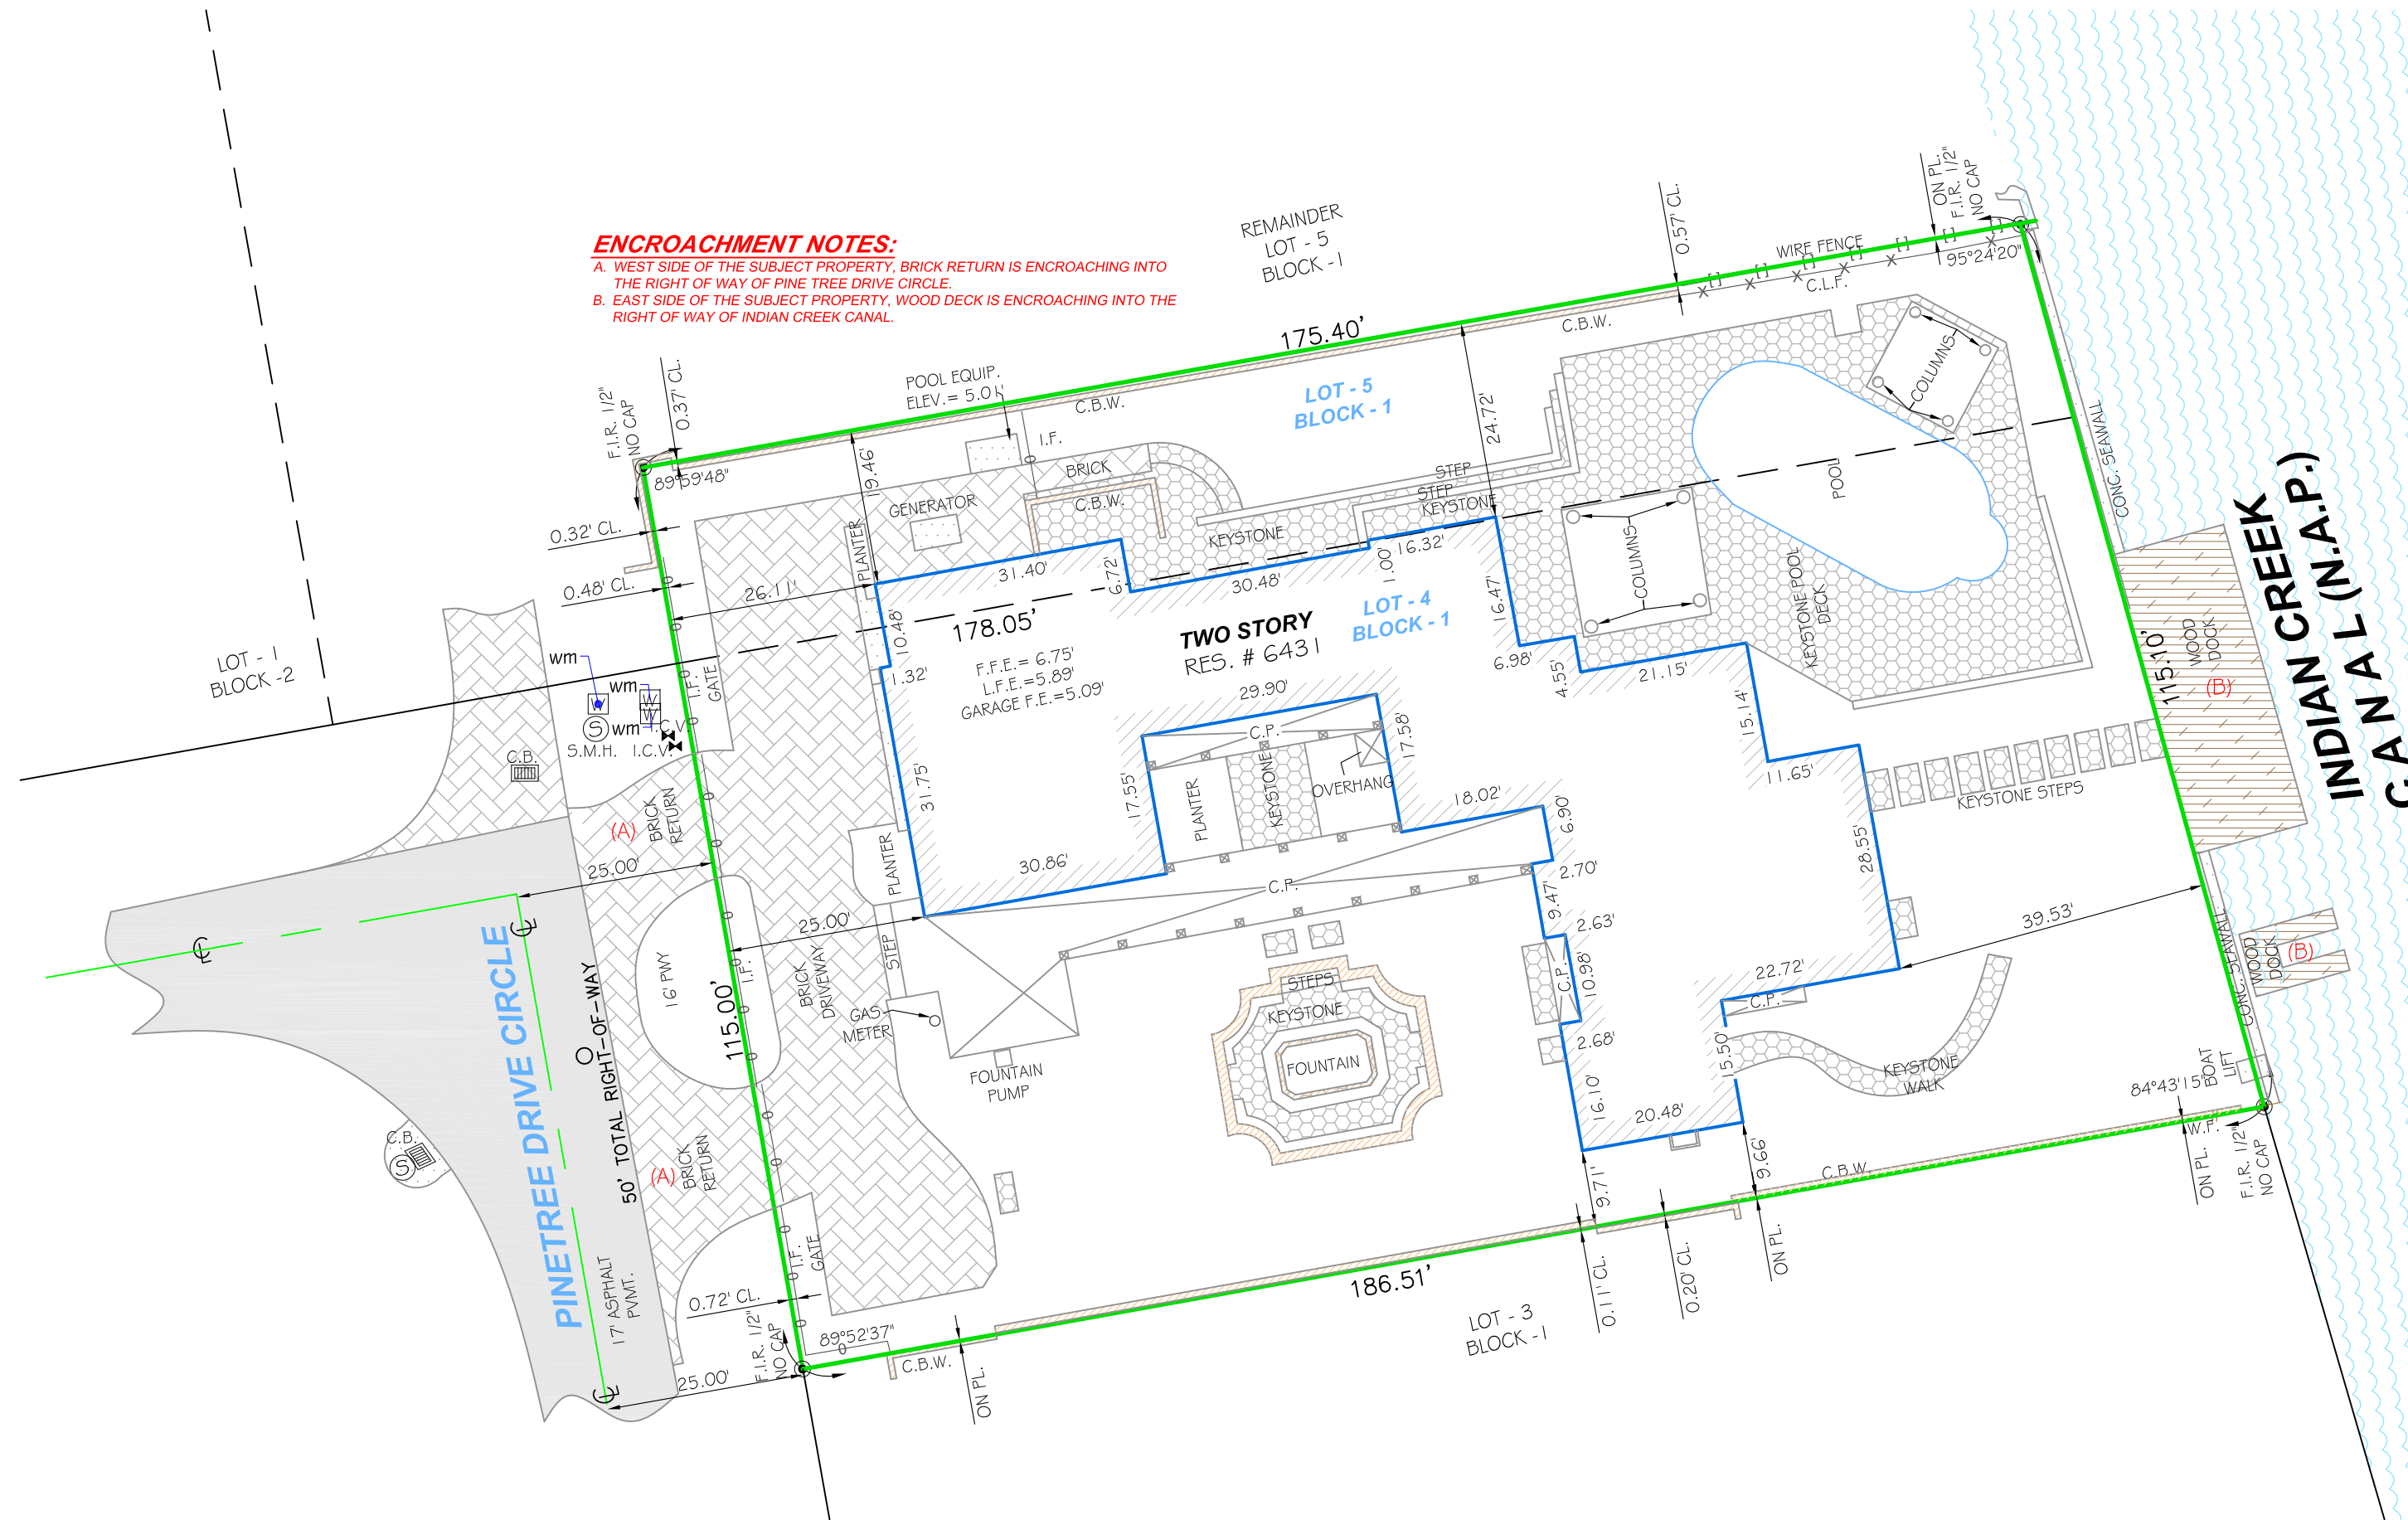 ENCROACHMENT NOTES:
A. WEST SIDE OF THE SUBJECT PROPERTY, BRICK RETURN IS ENCROACHING INTO
THE RIGHT OF WAY OF PINE TREE DRIVE CIRCLE.
B. EAST SIDE OF THE SUBJECT PROPERTY, WOOD DECK IS ENCROACHING INTO THE
RIGHT OF WAY OF INDIAN CREEK CANAL.
REMAINDER
LOT - 5
BLOCK -1
0.57' CL.
ON PL.
F.I.R. 1/2"
NO CAP
WIRE FENCE
C.L.F.
95°24'20"
175.40'
C.B.W.
F.I.R. 1/2"
NO CAP
0.37' CL.
89°59'48"
POOL EQUIP.
ELEV.= 5.01'
C.B.W.
I.F.
LOT - 5
BLOCK - 1
24.72'
COLUMNS
CONC. SEAWALL
0.32' CL.
0.48' CL.
19.46'
BRICK
GENERATOR
C.B.W.
STEP
STEP
KEYSTONE
KEYSTONE
POOL
PLANTER
26.11'
31.40'
6.72'
30.48'
1.00'
16.32'
16.47'
COLUMNS
KEYSTONE POOL
DECK
10.48'
178.05'
1.32'
TWO STORY
RES. # 6431
LOT - 4
BLOCK - 1
F.F.E.= 6.75'
L.F.E.=5.89'
GARAGE F.E.=5.09'
6.98'
4.55'
21.15'
15.14'
11.65'
LOT - 1
BLOCK -2
wm
wm
wm
W
W
W
S
S.M.H.
I.C.V.
I.C.V.
I.F.
GATE
C.B.
29.90'
C.P.
17.55'
17.58'
PLANTER
KEYSTONE
OVERHANG
18.02'
6.90'
2.70'
31.75'
30.86'
C.P.
9.47'
2.63'
C.P.
10.98'
2.68'
28.55'
KEYSTONE STEPS
115.10'
WOOD
DOCK
(B)
INDIAN CREEK
C A N A L (N.A.P.)
(A)
BRICK
RETURN
25.00'
25.00'
PLANTER
STEP
BRICK
DRIVEWAY
16' PWY
I.F.
115.00'
GAS
METER
FOUNTAIN
PUMP
STEPS
KEYSTONE
FOUNTAIN
22.72'
C.P.
39.53'
15.50'
16.10'
20.48'
KEYSTONE
WALK
CONC. SEAWALL
WOOD
DOCK
(B)
BOAT
LIFT
84°43'15"
W.F.
ON PL.
F.I.R. 1/2"
NO CAP
PINETREE DRIVE CIRCLE
50' TOTAL RIGHT-OF-WAY
17' ASPHALT
PVMT.
C.B.
S
(A)
BRICK
RETURN
I.F.
GATE
0.72' CL.
F.I.R. 1/2"
NO CAP
89°52'37"
25.00'
C.B.W.
ON PL.
186.51'
LOT - 3
BLOCK -1
9.71'
0.11' CL.
0.20' CL.
9.66'
ON PL.
C.B.W.